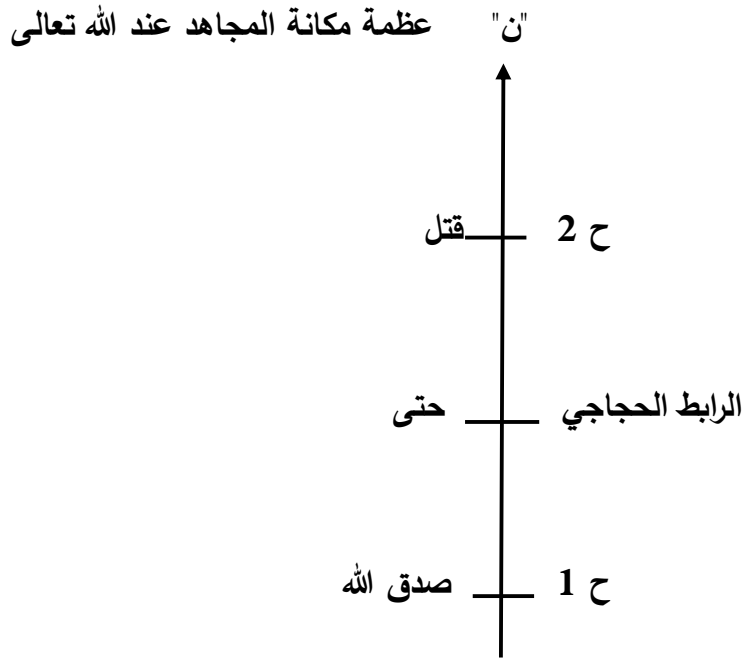 "ن" عظمة مكانة المجاهد عند الله تعالى
ح 2 قتل
الرابط الحجاجي حتى
ح 1 صدق الله